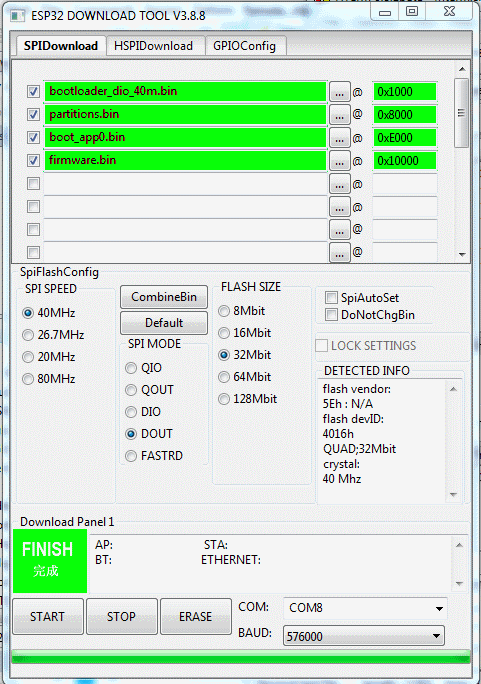 ESP32 DOWNLOAD TOOL V3.8.8
SPIDownload HSPIDownload GPIOConfig
bootloader_dio_40m.bin ... @ 0x1000
partitions.bin ... @ 0x8000
boot_app0.bin ... @ 0xE000
firmware.bin ... @ 0x10000
... @
... @
... @
... @
SpiFlashConfig
SPI SPEED
40MHz
26.7MHz
20MHz
80MHz
CombineBin
Default
SPI MODE
QIO
QOUT
DIO
DOUT
FASTRD
FLASH SIZE
8Mbit
16Mbit
32Mbit
64Mbit
128Mbit
SpiAutoSet
DoNotChgBin
LOCK SETTINGS
DETECTED INFO
flash vendor:
5Eh : N/A
flash devID:
4016h
QUAD;32Mbit
crystal:
40 Mhz
Download Panel 1
FINISH
完成
AP: STA:
BT: ETHERNET:
START STOP ERASE
COM: COM8
BAUD: 576000